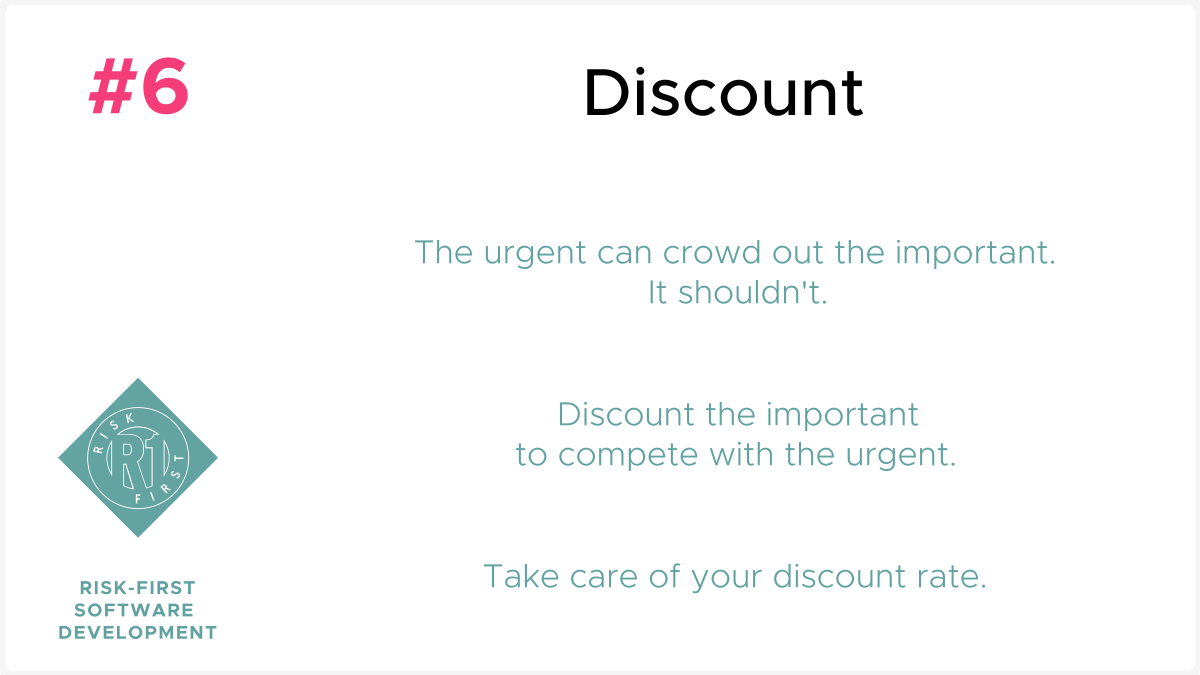 #6
Discount
The urgent can crowd out the important.
It shouldn't.
Discount the important
to compete with the urgent.
Take care of your discount rate.
RISK
R1
FIRST
RISK-FIRST
SOFTWARE
DEVELOPMENT